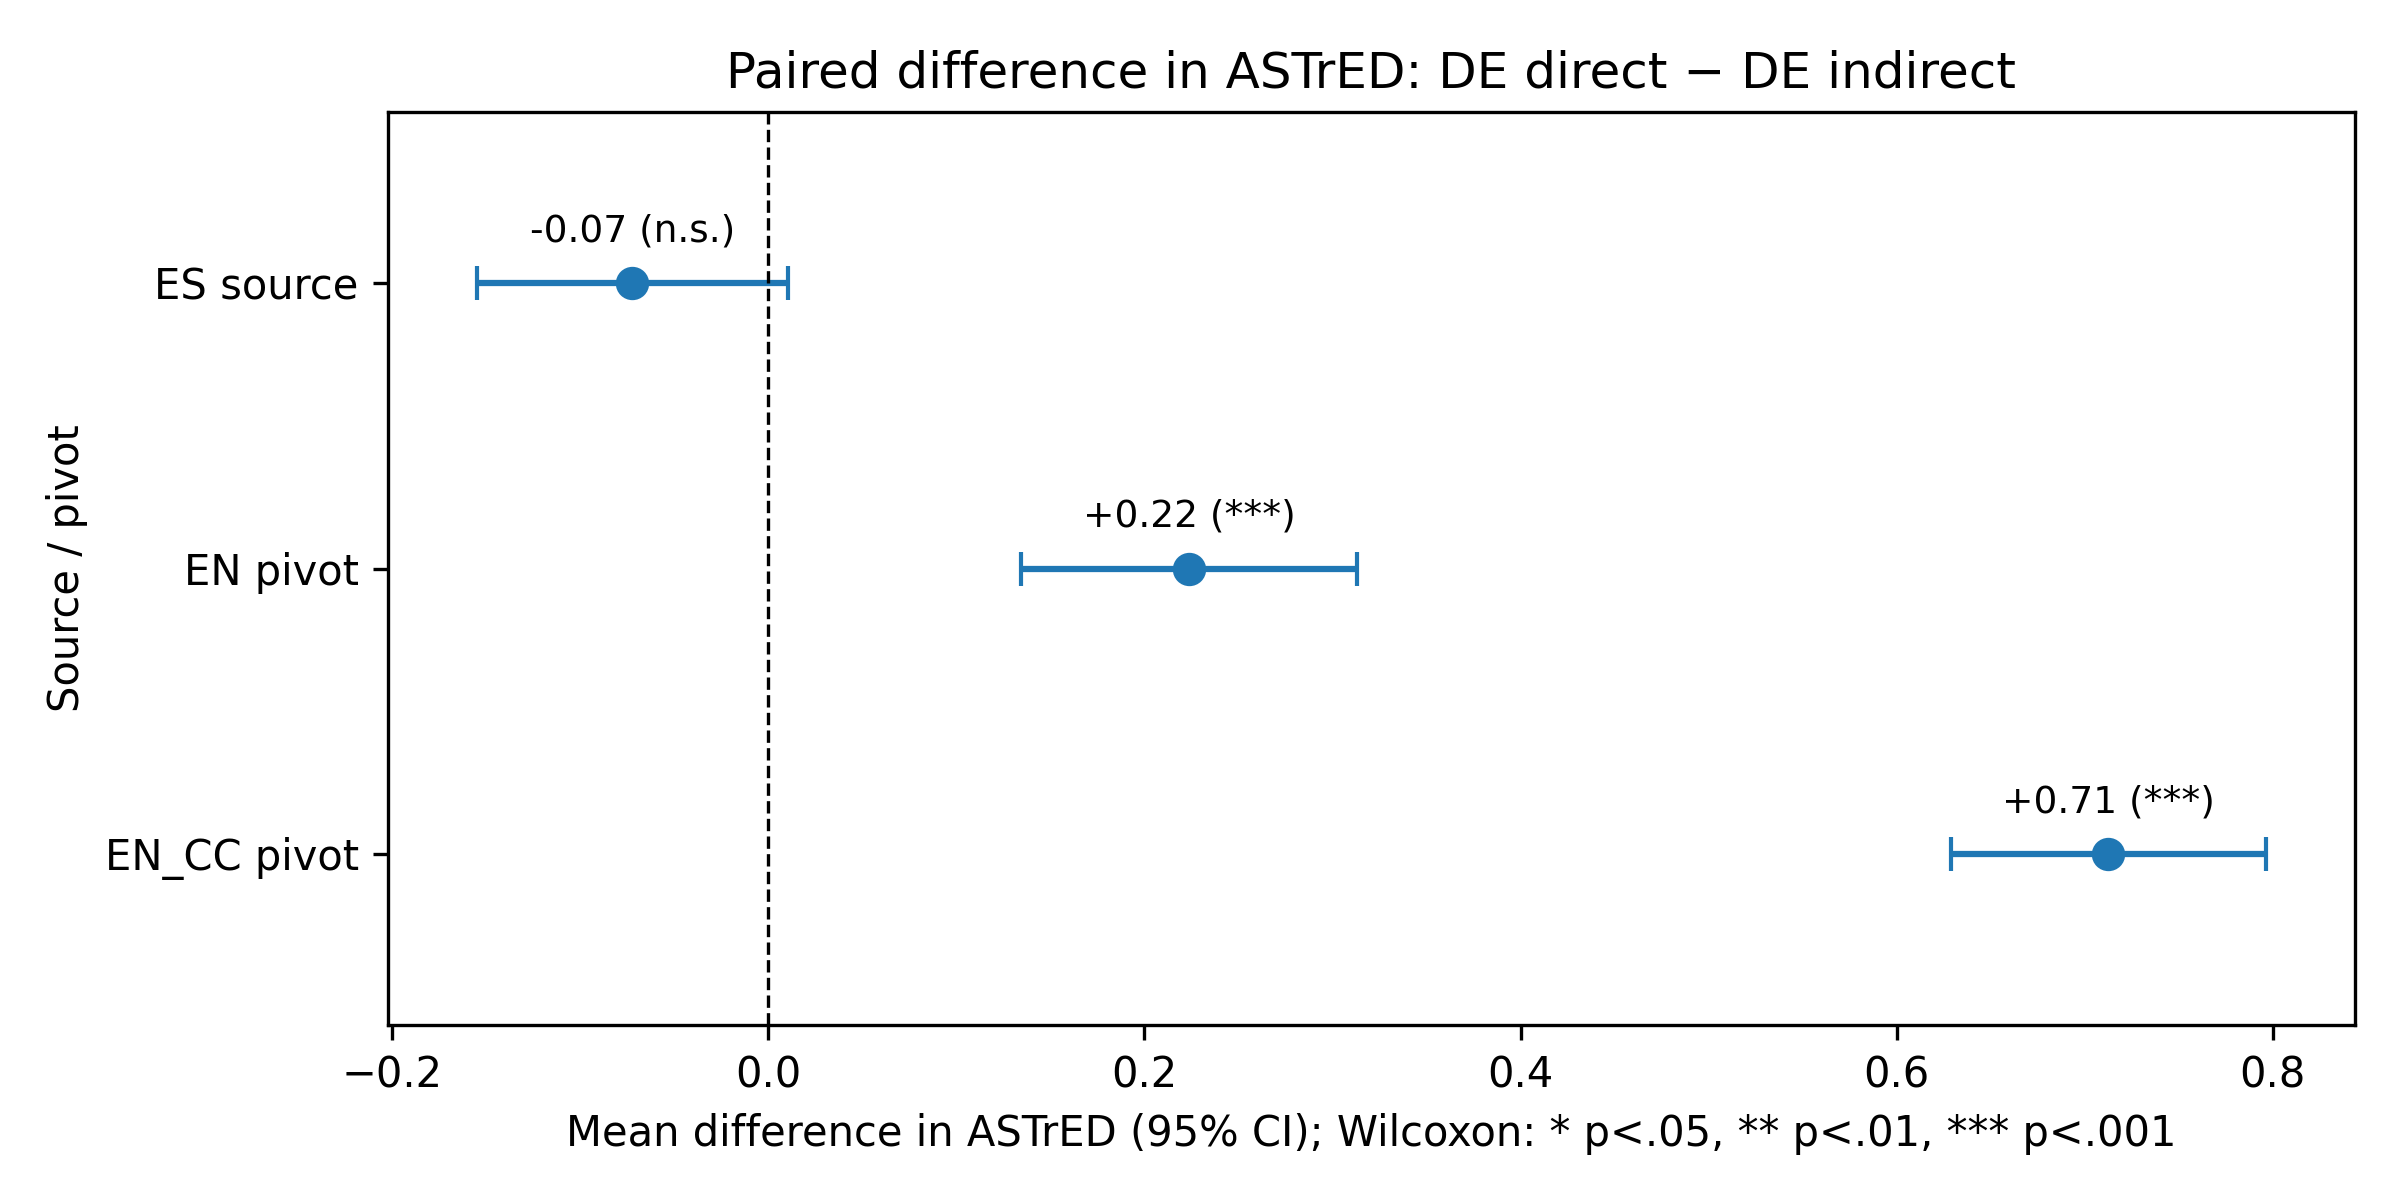 Paired difference in ASTrED: DE direct − DE indirect
-0.07 (n.s.)
ES source
+0.22 (***)
EN pivot
+0.71 (***)
EN_CC pivot
Source / pivot
−0.2 0.0 0.2 0.4 0.6 0.8
Mean difference in ASTrED (95% CI); Wilcoxon: * p<.05, ** p<.01, *** p<.001